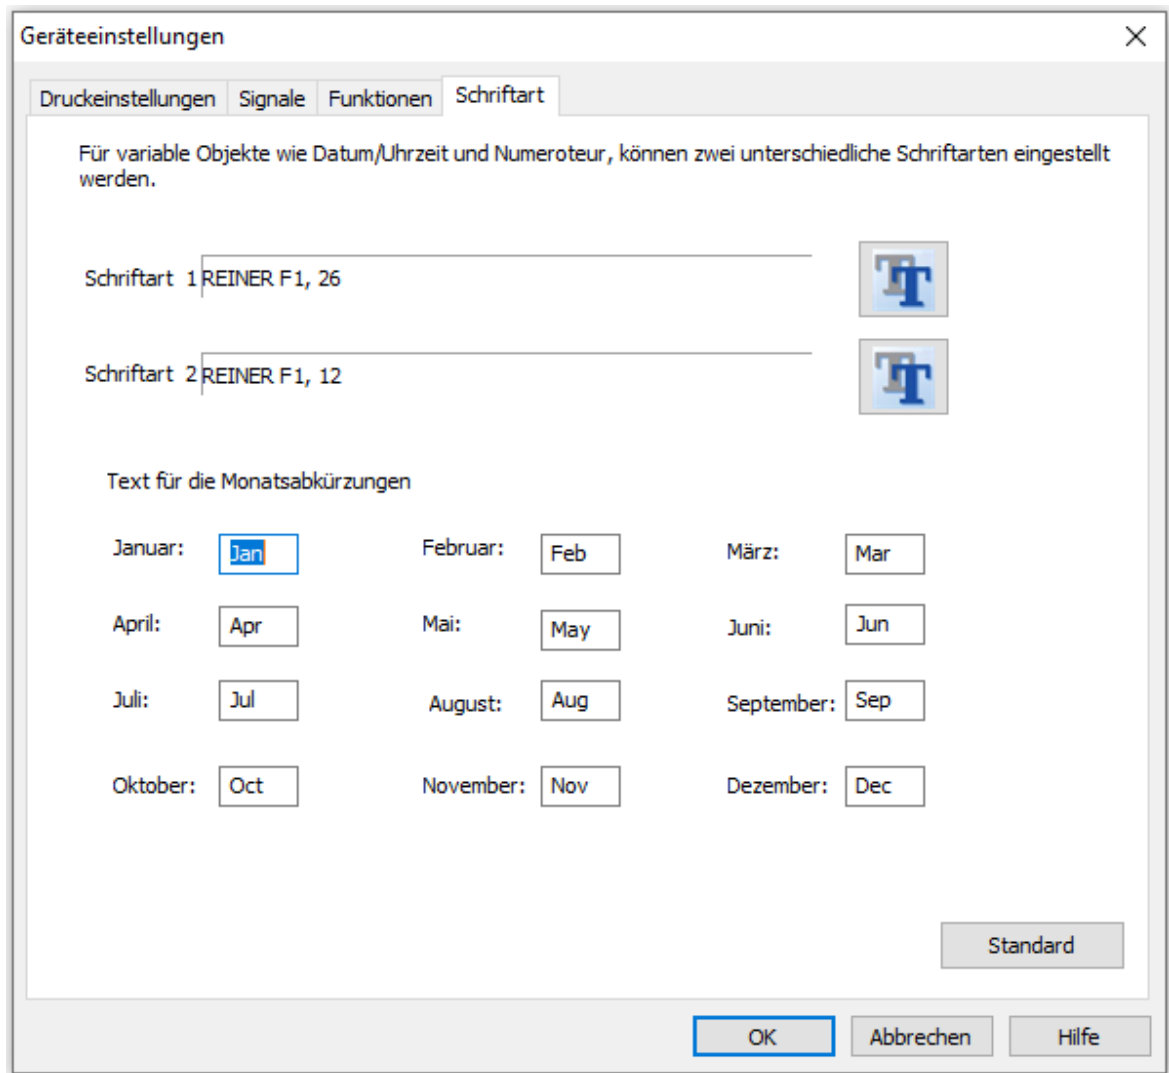 Geräteeinstellungen
Druckeinstellungen Signale Funktionen Schriftart
Für variable Objekte wie Datum/Uhrzeit und Numeroteur, können zwei unterschiedliche Schriftarten eingestellt
werden.
Schriftart 1 REINER F1, 26
Schriftart 2 REINER F1, 12
Text für die Monatsabkürzungen
Januar: Jan Februar: Feb März: Mar
April: Apr Mai: May Juni: Jun
Juli: Jul August: Aug September: Sep
Oktober: Oct November: Nov Dezember: Dec
Standard
OK Abbrechen Hilfe